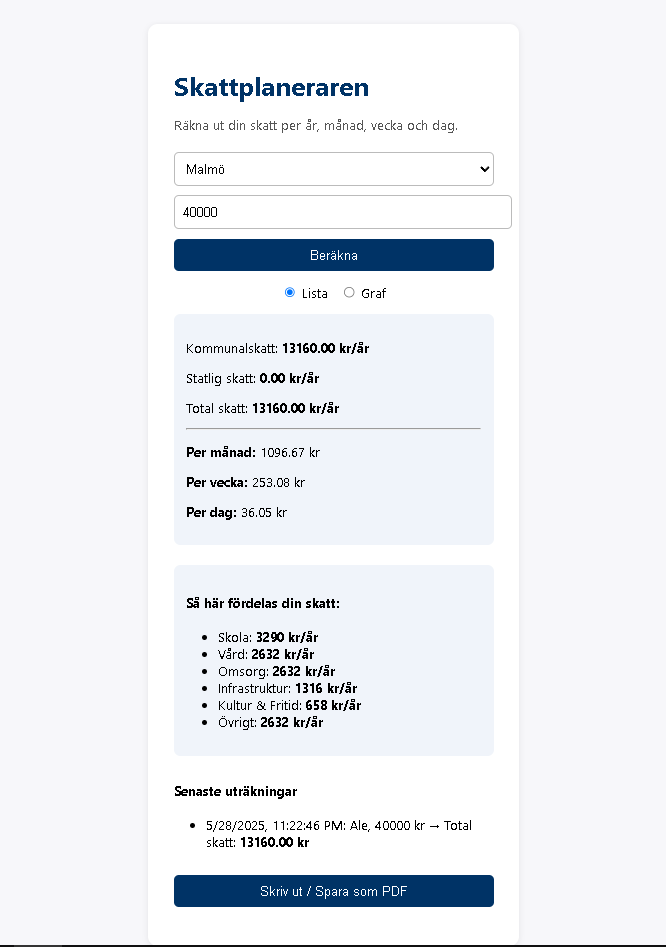 Skattplaneraren
Räkna ut din skatt per år, månad, vecka och dag.
Malmö
40000
Beräkna
Lista Graf
Kommunalskatt: 13160.00 kr/år
Statlig skatt: 0.00 kr/år
Total skatt: 13160.00 kr/år
Per månad: 1096.67 kr
Per vecka: 253.08 kr
Per dag: 36.05 kr
Så här fördelas din skatt:
Skola: 3290 kr/år
Vård: 2632 kr/år
Omsorg: 2632 kr/år
Infrastruktur: 1316 kr/år
Kultur & Fritid: 658 kr/år
Övrigt: 2632 kr/år
Senaste uträkningar
5/28/2025, 11:22:46 PM: Ale, 40000 kr → Total
skatt: 13160.00 kr
Skriv ut / Spara som PDF